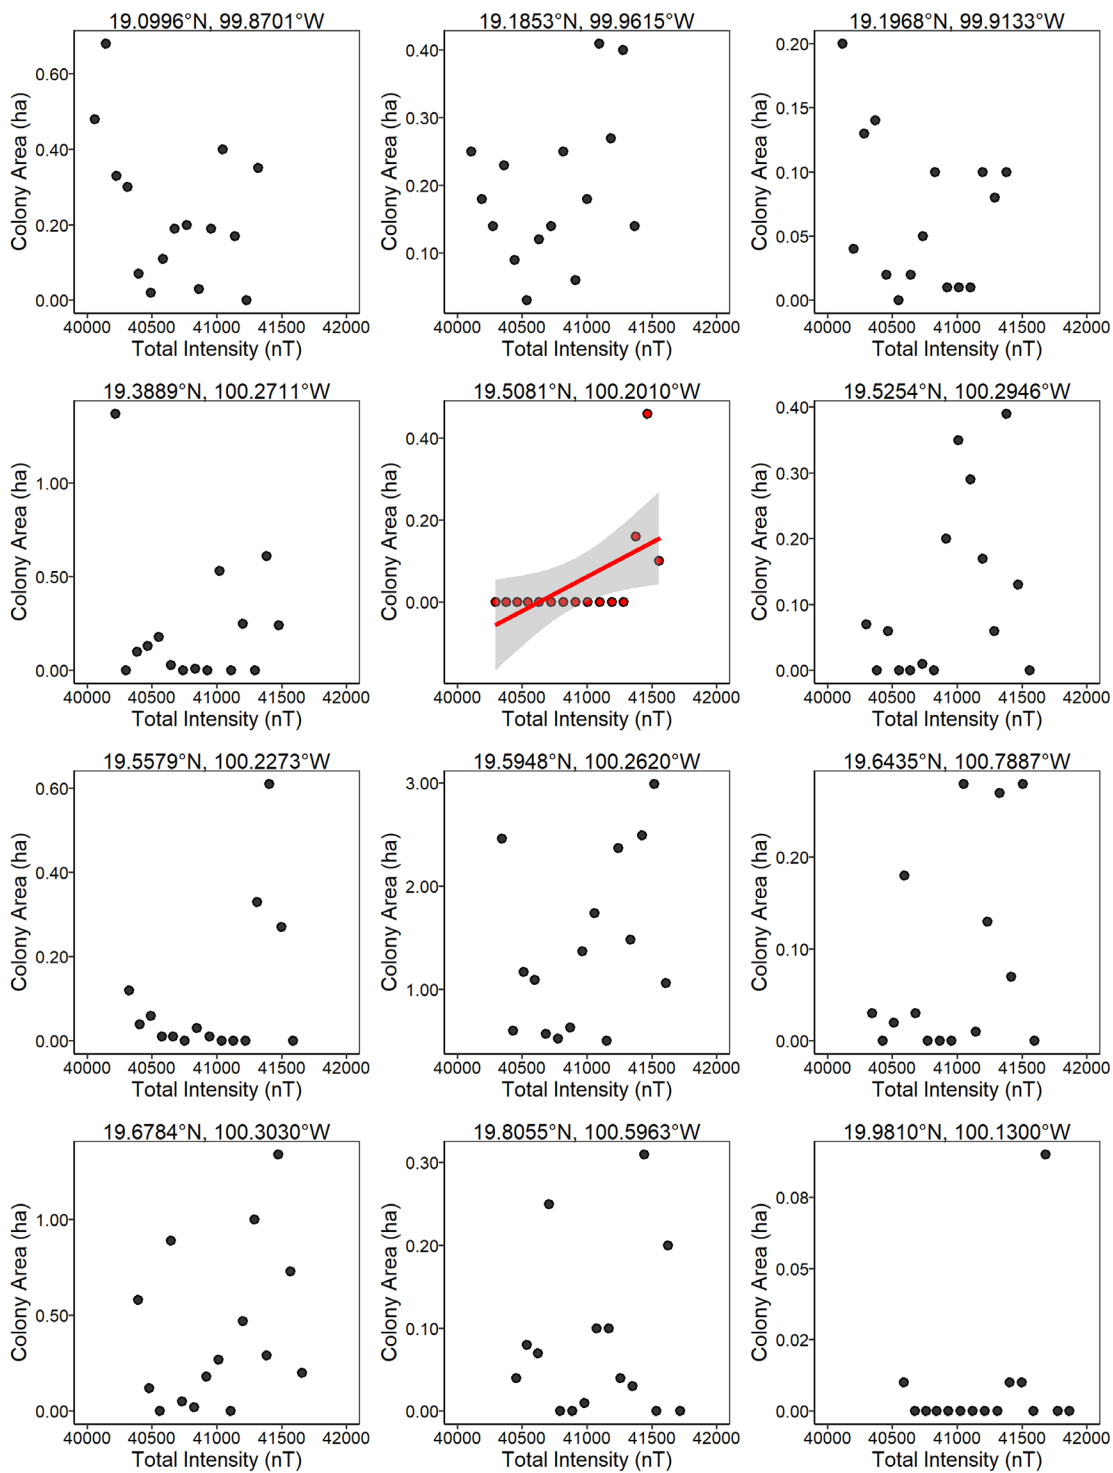 19.0996°N, 99.8701°W
Colony Area (ha)
0.60
0.40
0.20
0.00
40000 40500 41000 41500 42000
Total Intensity (nT)
19.1853°N, 99.9615°W
Colony Area (ha)
0.40
0.30
0.20
0.10
40000 40500 41000 41500 42000
Total Intensity (nT)
19.1968°N, 99.9133°W
Colony Area (ha)
0.20
0.15
0.10
0.05
0.00
40000 40500 41000 41500 42000
Total Intensity (nT)
19.3889°N, 100.2711°W
Colony Area (ha)
1.00
0.50
0.00
40000 40500 41000 41500 42000
Total Intensity (nT)
19.5081°N, 100.2010°W
Colony Area (ha)
0.40
0.20
0.00
40000 40500 41000 41500 42000
Total Intensity (nT)
19.5254°N, 100.2946°W
Colony Area (ha)
0.40
0.30
0.20
0.10
0.00
40000 40500 41000 41500 42000
Total Intensity (nT)
19.5579°N, 100.2273°W
Colony Area (ha)
0.60
0.40
0.20
0.00
40000 40500 41000 41500 42000
Total Intensity (nT)
19.5948°N, 100.2620°W
Colony Area (ha)
3.00
2.00
1.00
40000 40500 41000 41500 42000
Total Intensity (nT)
19.6435°N, 100.7887°W
Colony Area (ha)
0.20
0.10
0.00
40000 40500 41000 41500 42000
Total Intensity (nT)
19.6784°N, 100.3030°W
Colony Area (ha)
1.00
0.50
0.00
40000 40500 41000 41500 42000
Total Intensity (nT)
19.8055°N, 100.5963°W
Colony Area (ha)
0.30
0.20
0.10
0.00
40000 40500 41000 41500 42000
Total Intensity (nT)
19.9810°N, 100.1300°W
Colony Area (ha)
0.08
0.05
0.02
0.00
40000 40500 41000 41500 42000
Total Intensity (nT)